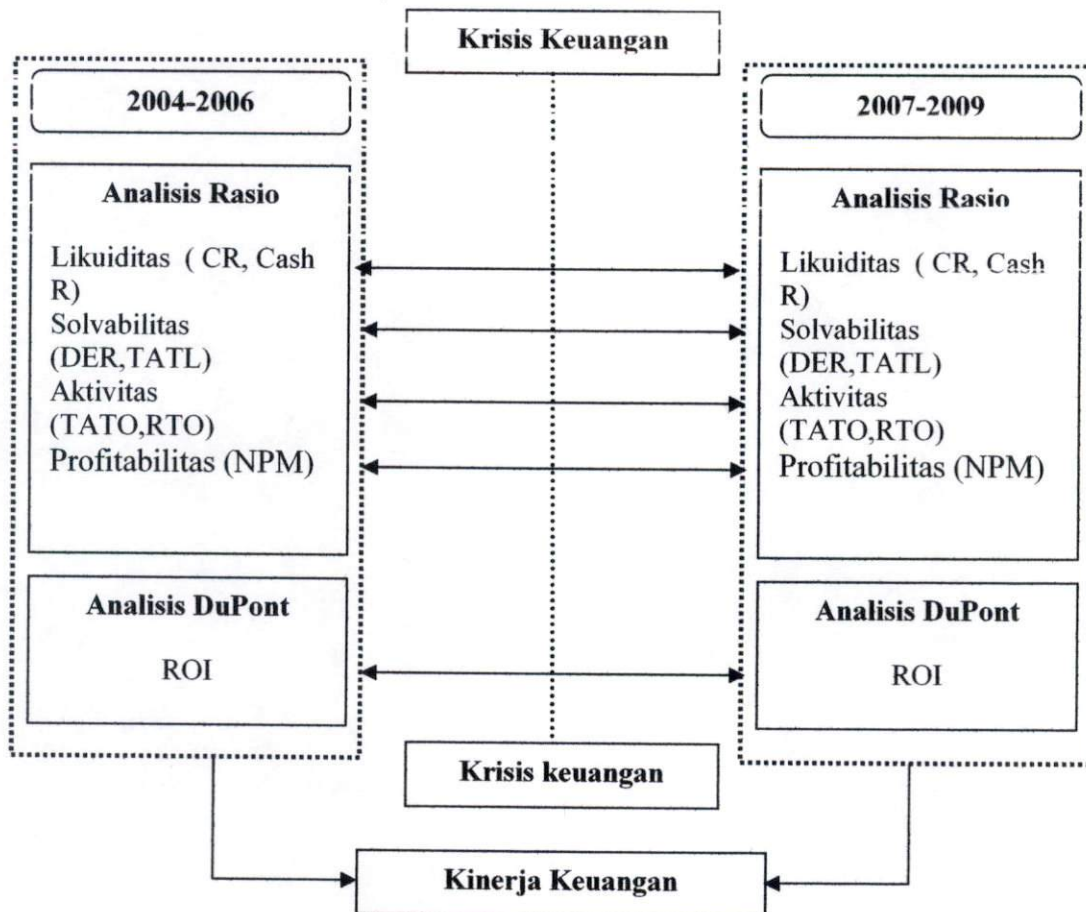 Krisis Keuangan
2004-2006
Analisis Rasio
Likuiditas ( CR, Cash
R)
Solvabilitas
(DER,TATL)
Aktivitas
(TATO,RTO)
Profitabilitas (NPM)
Analisis DuPont
ROI
2007-2009
Analisis Rasio
Likuiditas ( CR, Cash
R)
Solvabilitas
(DER,TATL)
Aktivitas
(TATO,RTO)
Profitabilitas (NPM)
Analisis DuPont
ROI
Krisis keuangan
Kinerja Keuangan